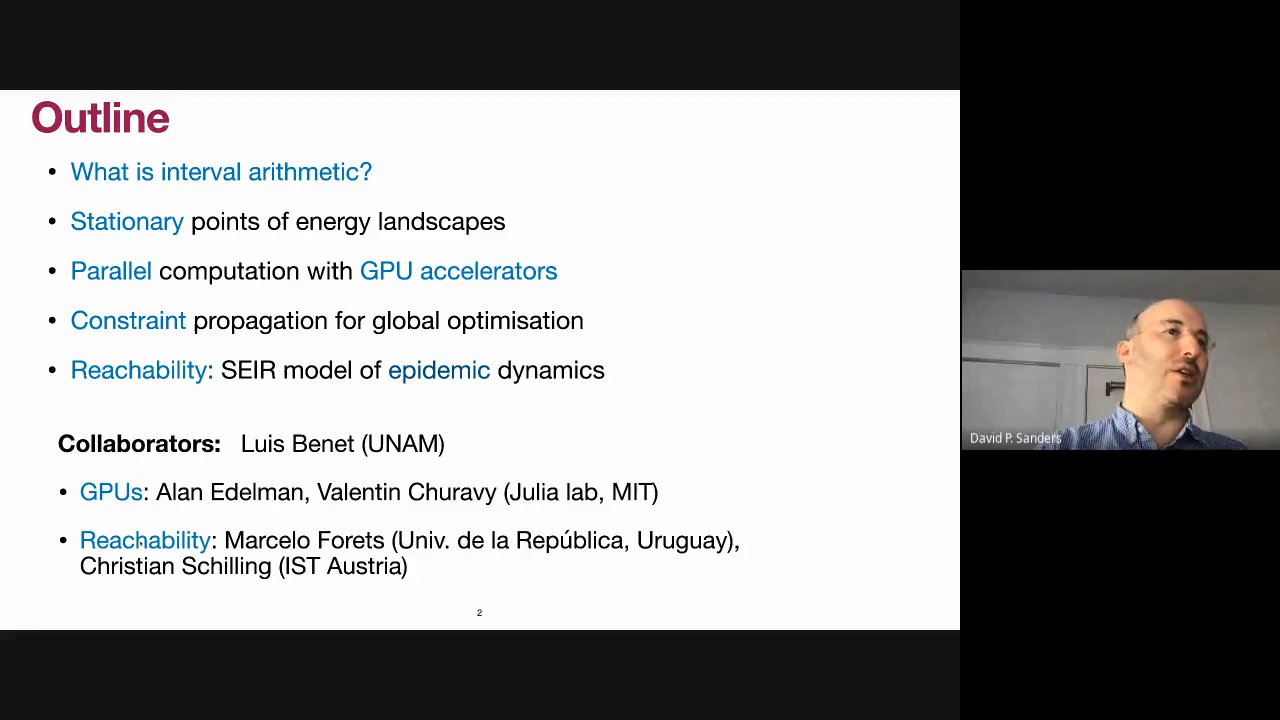 Outline
• What is interval arithmetic?
• Stationary points of energy landscapes
• Parallel computation with GPU accelerators
• Constraint propagation for global optimisation
• Reachability: SEIR model of epidemic dynamics
Collaborators: Luis Benet (UNAM)
• GPUs: Alan Edelman, Valentin Churavy (Julia lab, MIT)
• Reachability: Marcelo Forets (Univ. de la República, Uruguay),
Christian Schilling (IST Austria)
2
David P. Sanders